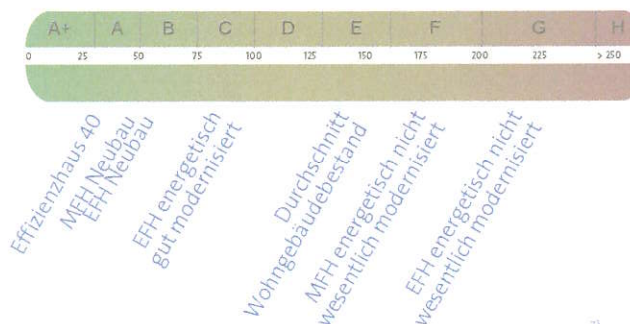 A+ A B C D E F G H
0 25 50 75 100 125 150 175 200 225 > 250
Effizienzhaus 40
MFH Neubau
EFH Neubau
EFH energetisch
gut modernisiert
Durchschnitt
Wohngebäudebestand
MFH energetisch nicht
wesentlich modernisiert
EFH energetisch nicht
wesentlich modernisiert